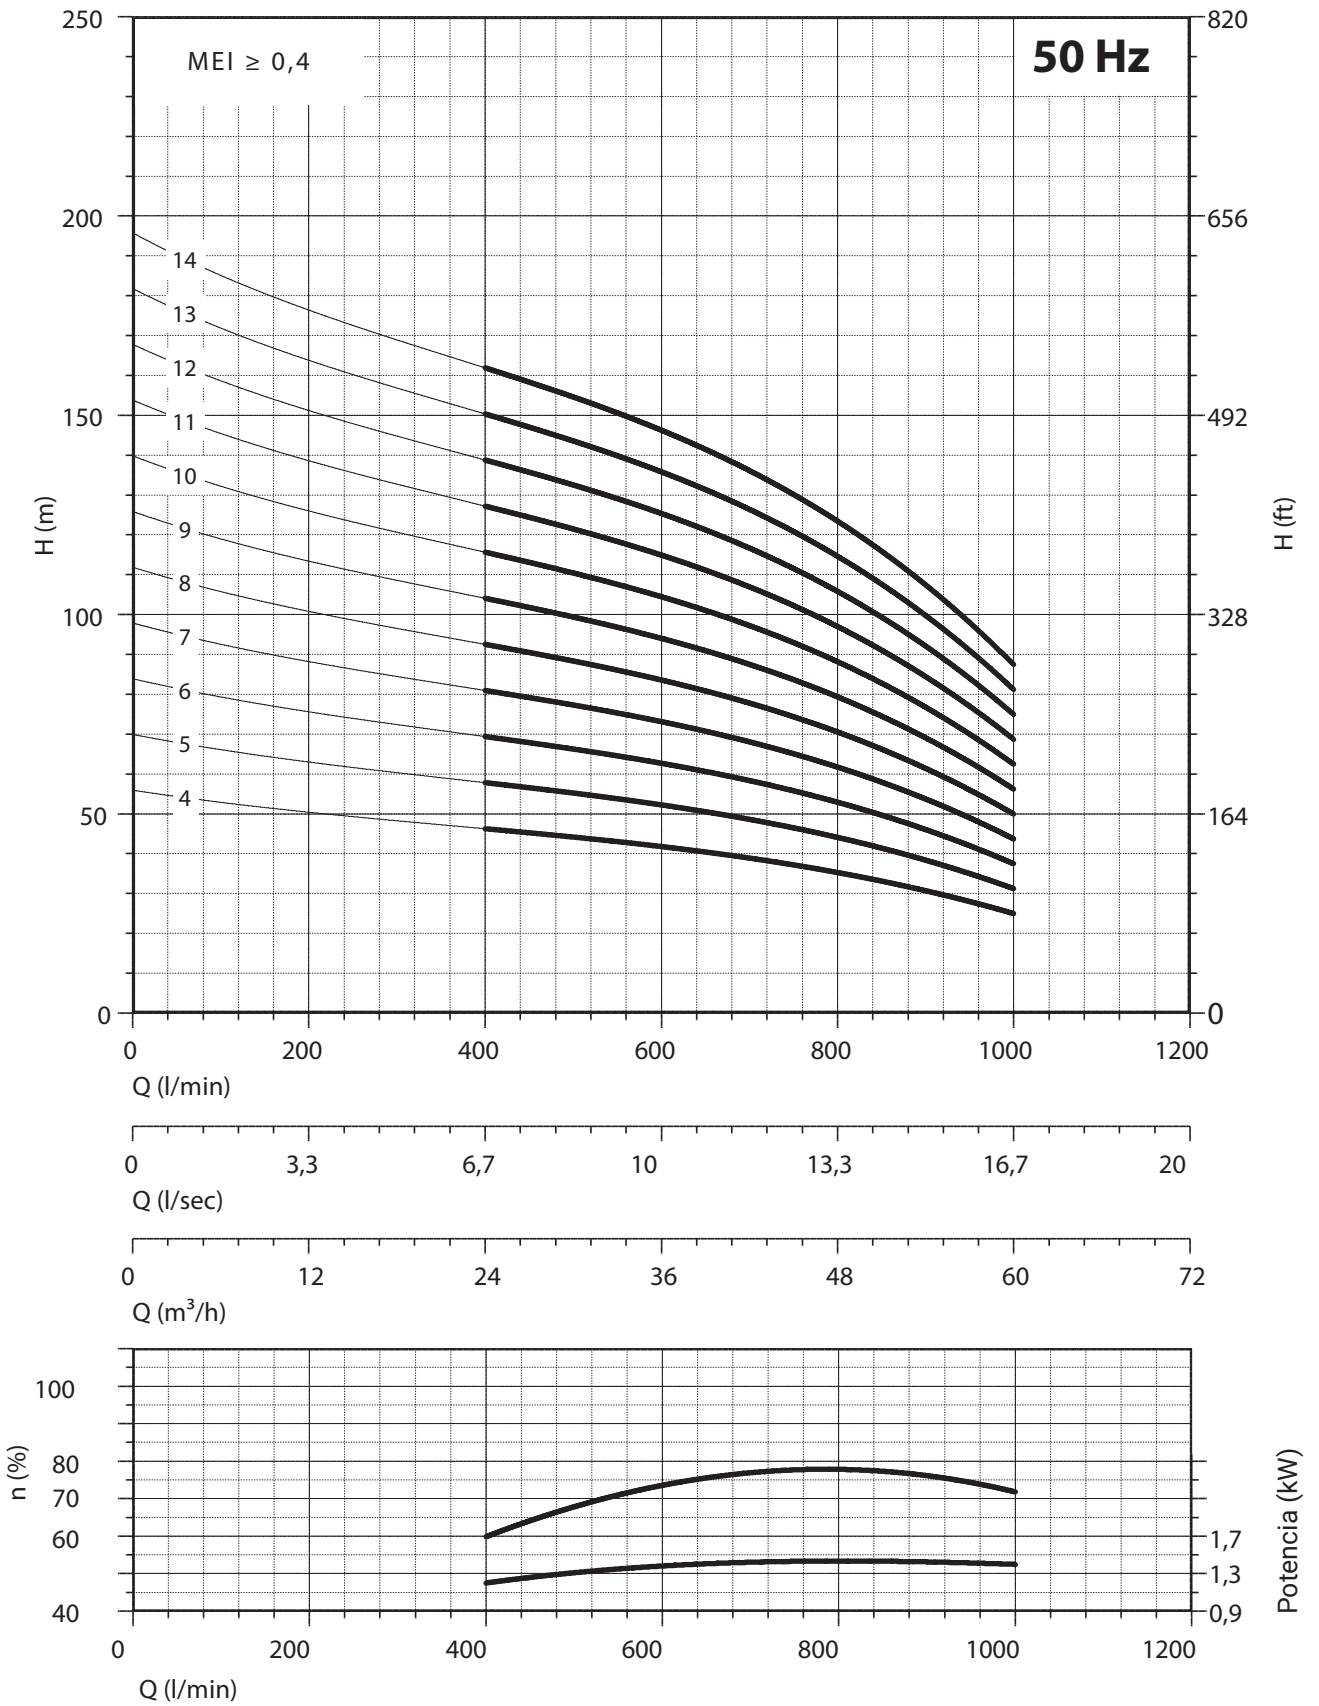 250
820
MEI ≥ 0,4
50 Hz
200
656
14
13
12
150
492
11
10
H (m)
H (ft)
9
8
100
328
7
6
5
4
50
164
0
0
0 200 400 600 800 1000 1200
Q (l/min)
0 3,3 6,7 10 13,3 16,7 20
Q (l/sec)
0 12 24 36 48 60 72
Q (m³/h)
100
n (%)
80
70
60
40
Potencia (kW)
1,7
1,3
0,9
0 200 400 600 800 1000 1200
Q (l/min)